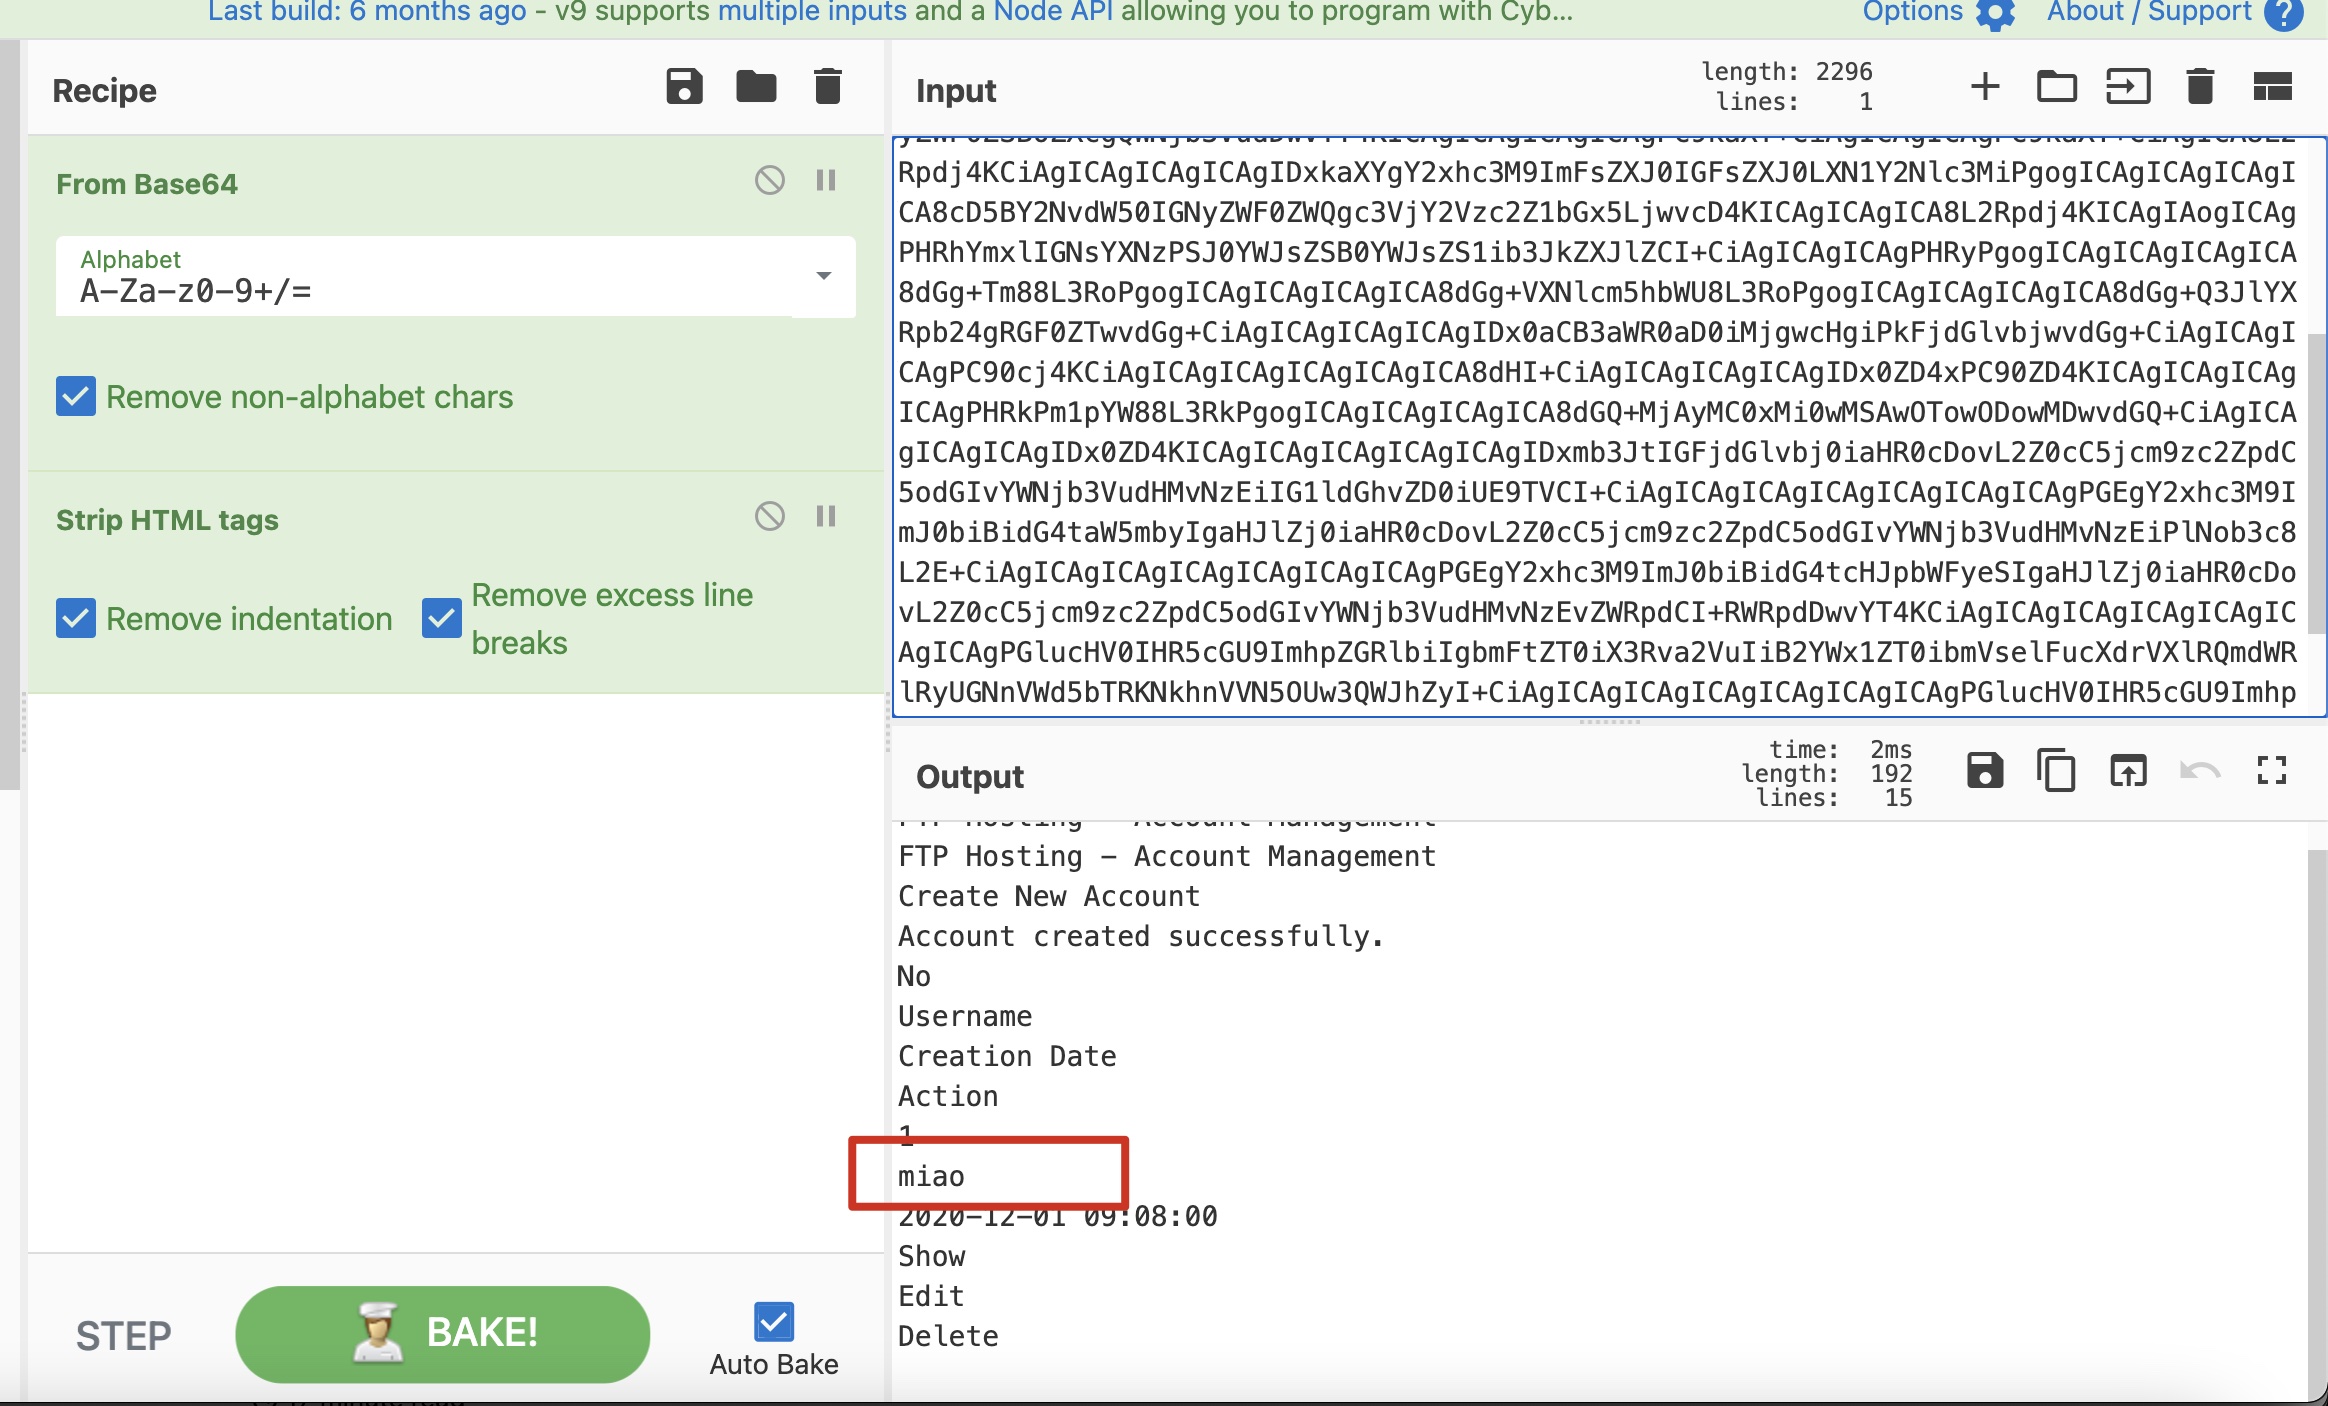 Last build: 6 months ago - v9 supports multiple inputs and a Node API allowing you to program with Cyb...
Options
About / Support
Recipe
From Base64
Alphabet
A-Za-z0-9+/=
Remove non-alphabet chars
Strip HTML tags
Remove indentation
Remove excess line
breaks
STEP
BAKE!
Auto Bake
Input
length: 2296
lines: 1
Rpdj4KCiAgICAgICAgICAgIDxkaXYgY2xhc3M9ImFsZXJ0IGFsZXJ0LXN1Y2Nlc3MiPgogICAgICAgICAgI
CA8cD5BY2NvdW50IGNyZWF0ZWQgc3VjY2Vzc2Z1bGx5LjwvcD4KICAgICAgICA8L2Rpdj4KICAgIAogICAg
PHRhYmxlIGNsYXNzPSJ0YWJsZSB0YWJsZS1ib3JkZXJlZCI+CiAgICAgICAgPHRyPgogICAgICAgICAgICA
8dGg+Tm88L3RoPgogICAgICAgICAgICA8dGg+VXNlcm5hbWU8L3RoPgogICAgICAgICAgICA8dGg+Q3JlYX
Rpb24gRGF0ZTwvdGg+CiAgICAgICAgICAgIDx0aCB3aWR0aD0iMjgwcHgiPkFjdGlvbjwvdGg+CiAgICAgI
CAgPC90cj4KCiAgICAgICAgICAgICAgICA8dHI+CiAgICAgICAgICAgIDx0ZD4xPC90ZD4KICAgICAgICAg
ICAgPHRkPm1pYW88L3RkPgogICAgICAgICAgICA8dGQ+MjAyMC0xMi0wMSAwOTowODowMDwvdGQ+CiAgICA
gICAgICAgIDx0ZD4KICAgICAgICAgICAgICAgIDxmb3JtIGFjdGlvbj0iaHR0cDovL2Z0cC5jcm9zc2ZpdC
5odGIvYWNjb3VudHMvNzEiIG1ldGhvZD0iUE9TVCI+CiAgICAgICAgICAgICAgICAgICAgPGEgY2xhc3M9I
mJ0biBidG4taW5mbyIgaHJlZj0iaHR0cDovL2Z0cC5jcm9zc2ZpdC5odGIvYWNjb3VudHMvNzEiPlNob3c8
L2E+CiAgICAgICAgICAgICAgICAgICAgPGEgY2xhc3M9ImJ0biBidG4tcHJpbWFyeSIgaHJlZj0iaHR0cDo
vL2Z0cC5jcm9zc2ZpdC5odGIvYWNjb3VudHMvNzEvZWRpdCI+RWRpdDwvYT4KCiAgICAgICAgICAgICAgIC
AgICAgPGlucHV0IHR5cGU9ImhpZGRlbiIgbmFtZT0iX3Rva2VuIiB2YWx1ZT0ibmVselFucXdrVXlRQmdWR
lRyUGNnVWd5bTRKNkhnVVN5OUw3QWJhZyI+CiAgICAgICAgICAgICAgICAgICAgPGlucHV0IHR5cGU9Imhp
Output
time: 2ms
length: 192
lines: 15
FTP Hosting - Account Management
FTP Hosting - Account Management
Create New Account
Account created successfully.
No
Username
Creation Date
Action
1
miao
2020-12-01 09:08:00
Show
Edit
Delete